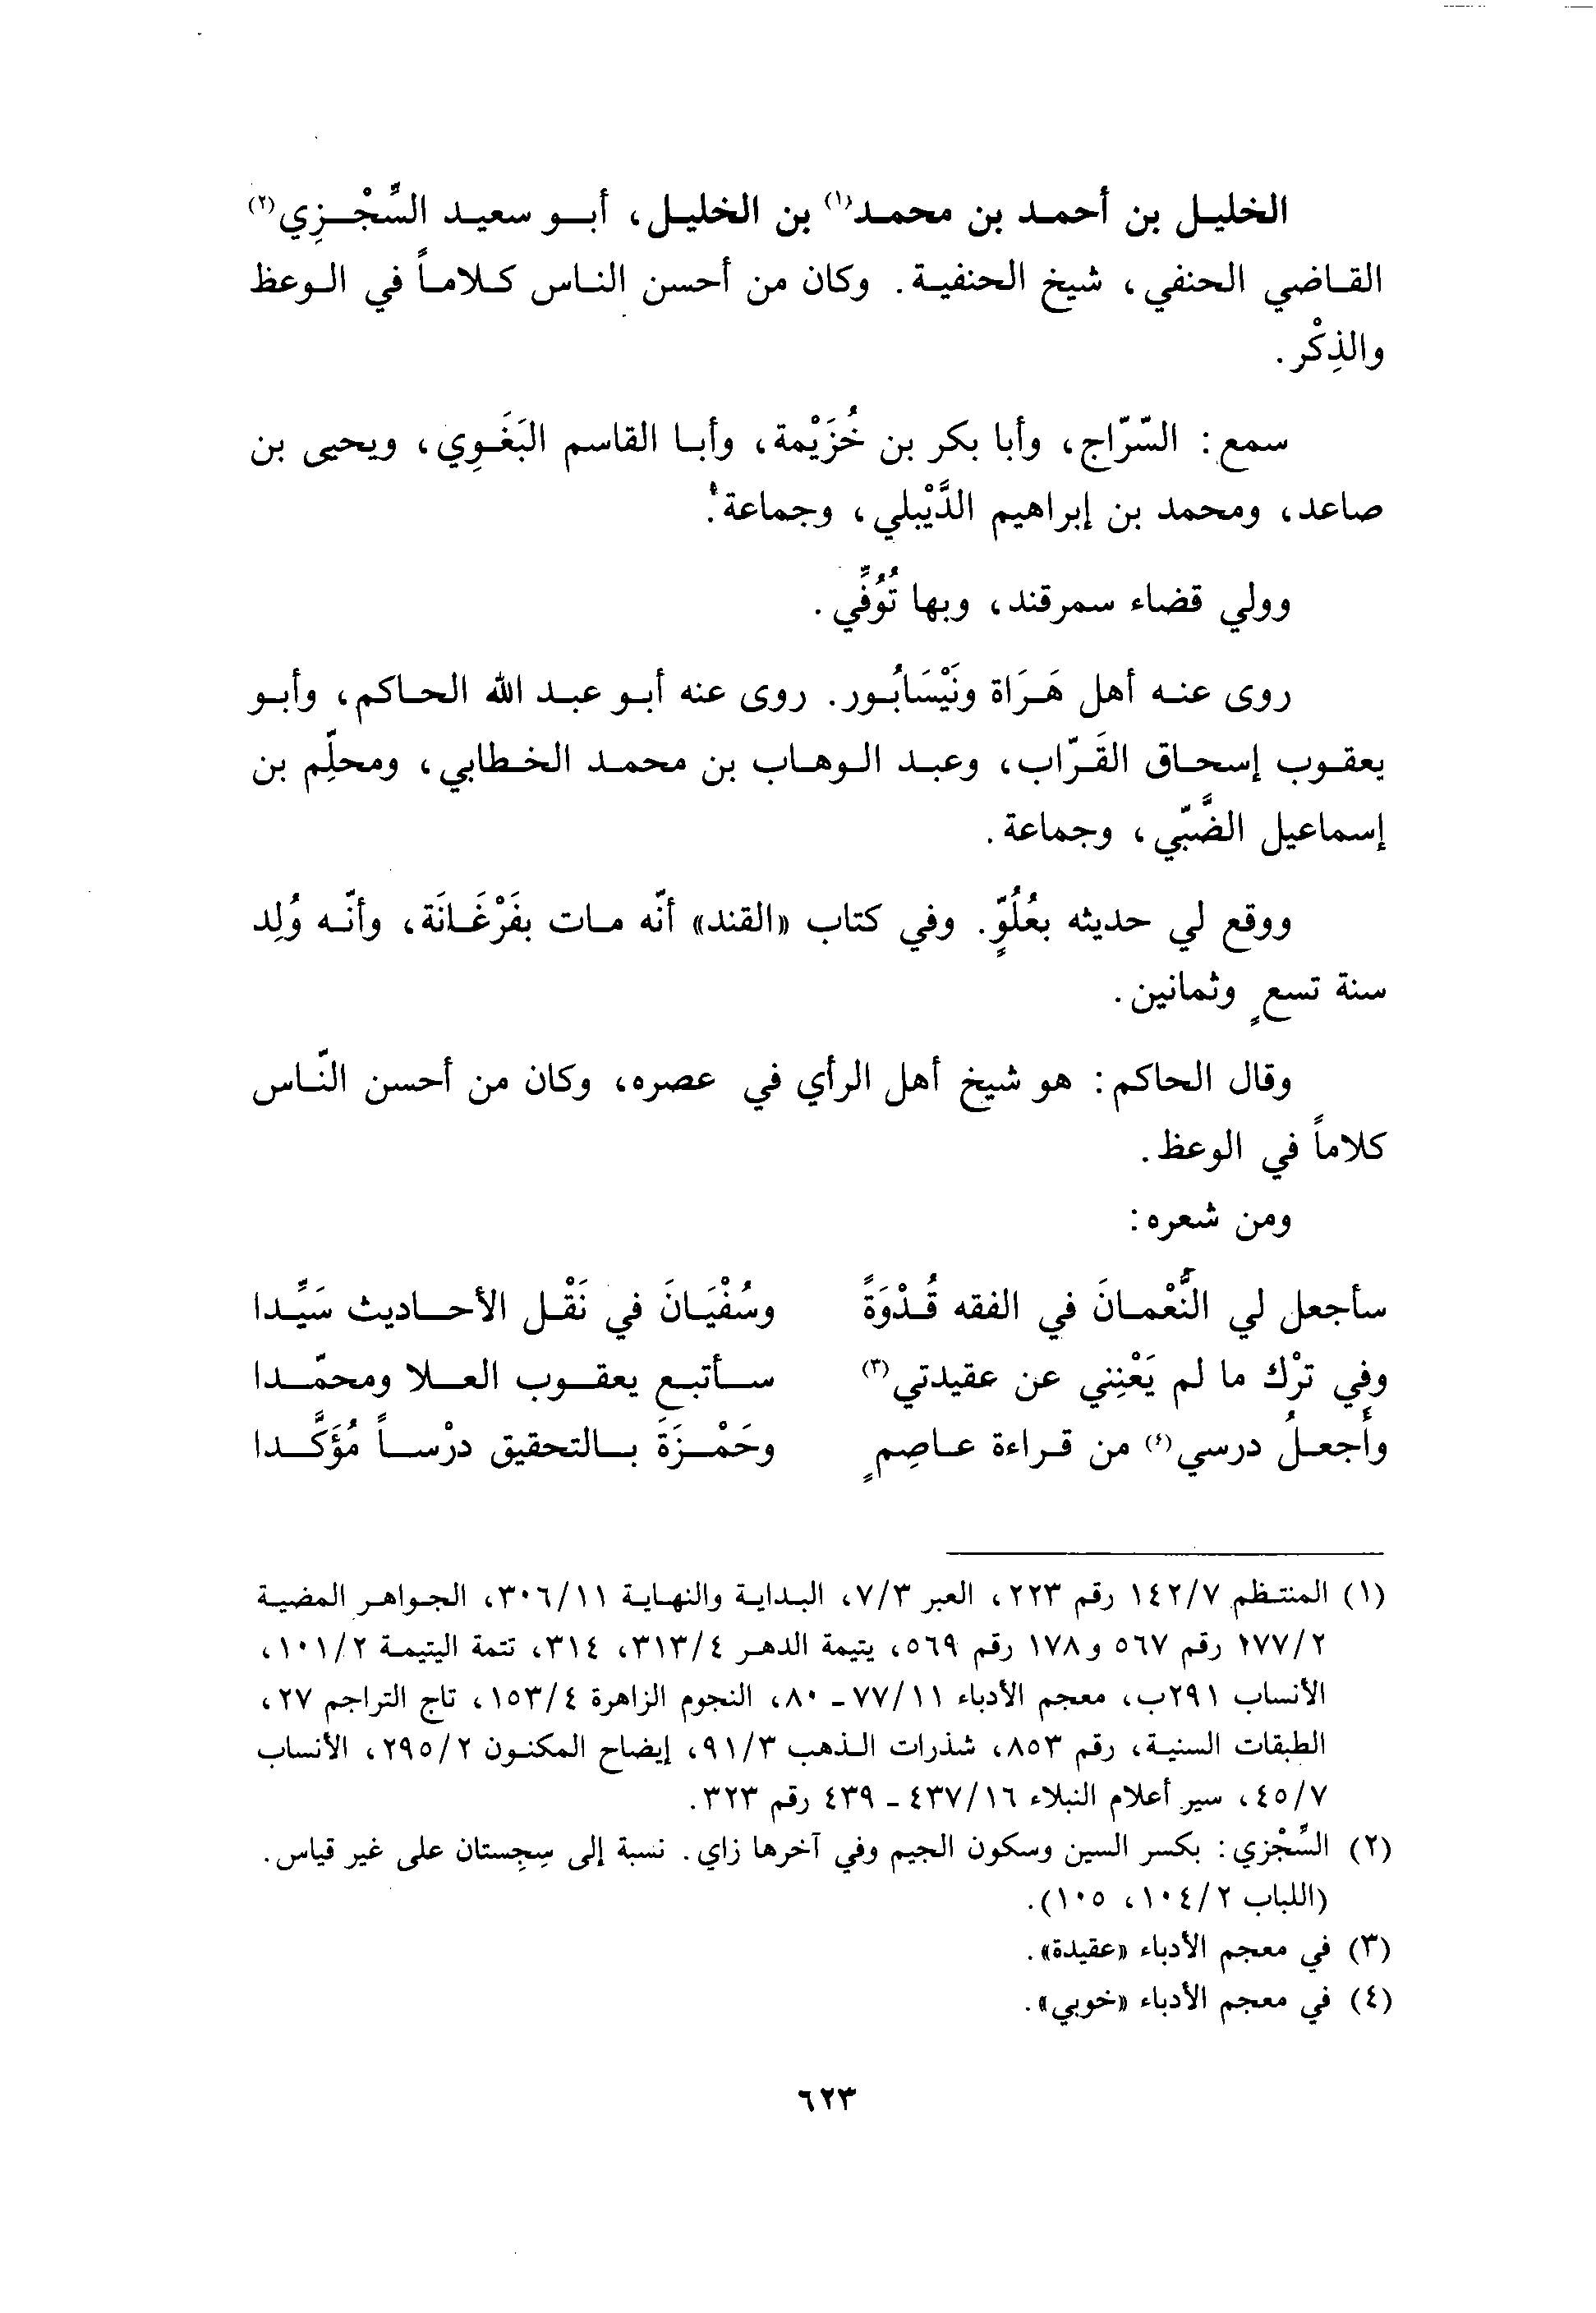 الخليل بن أحمد بن محمد(١) بن الخليل، أبو سعيد السِّجْزِي(٢)
القاضي الحنفي، شيخ الحنفية. وكان من أحسن الناس كلاماً في الوعظ
والذِكْر.
سمع: السّرّاج، وأبا بكر بن خُزَيْمة، وأبا القاسم البَغَوِي، ويحيى بن
صاعد، ومحمد بن إبراهيم الدَّيْبلي، وجماعة.
وولي قضاء سمرقند، وبها تُوُفِّي.
روى عنه أهل هَرَاة ونَيْسَابُور. روى عنه أبو عبد الله الحاكم، وأبو
يعقوب إسحاق القَرّاب، وعبد الوهاب بن محمد الخطابي، ومحلِّم بن
إسماعيل الضَّبّي، وجماعة.
ووقع لي حديثه بعُلُوٍّ. وفي كتاب «القند» أنّه مات بفَرْغَانَة، وأنّه وُلِد
سنة تسعٍ وثمانين.
وقال الحاكم: هو شيخ أهل الرأي في عصره، وكان من أحسن النّاس
كلاماً في الوعظ.
ومن شعره:
سأجعل لي النُّعْمانَ في الفقه قُدْوَةً وسُفْيَانَ في نَقْل الأحاديث سَيِّدا
وفي ترْك ما لم يَعْنِني عن عقيدتي(٣) سأتبع يعقوب العلا ومحمّدا
وأجعلُ درسي(٤) من قراءة عاصِمٍ وحَمْزَةَ بالتحقيق درْساً مُؤَكَّدا
(١) المنتظم ١٤٢/٧ رقم ٢٢٣، العبر ٧/٣، البداية والنهاية ٣٠٦/١١، الجواهر المضية
١٧٧/٢ رقم ٥٦٧ و١٧٨ رقم ٥٦٩، يتيمة الدهر ٣١٣/٤، ٣١٤، تتمة اليتيمة ١٠١/٢،
الأنساب ٢٩١ب، معجم الأدباء ٧٧/١١ - ٨٠، النجوم الزاهرة ١٥٣/٤، تاج التراجم ٢٧،
الطبقات السنية، رقم ٨٥٣، شذرات الذهب ٩١/٣، إيضاح المكنون ٢٩٥/٢، الأنساب
٤٥/٧، سير أعلام النبلاء ٤٣٧/١٦ - ٤٣٩ رقم ٣٢٣.
(٢) السِّجْزي: بكسر السين وسكون الجيم وفي آخرها زاي. نسبة إلى سِجِستان على غير قياس.
(اللباب ١٠٤/٢، ١٠٥).
(٣) في معجم الأدباء «عقيدة».
(٤) في معجم الأدباء «خوبي».
٦٢٣